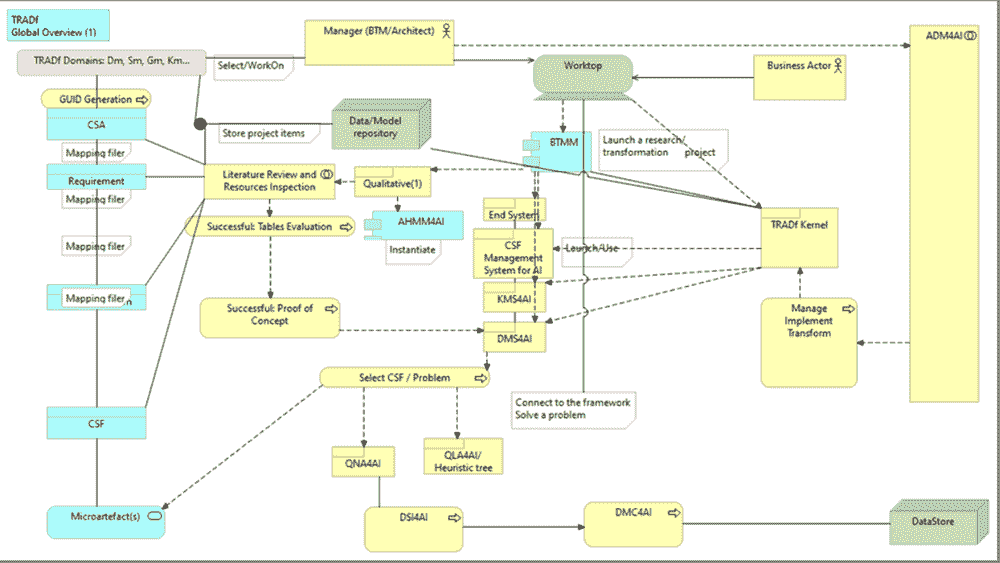 TRADf
Global Overview (1)
Manager (BTM/Architect)
ADM4AI
TRADf Domains: Dm, Sm, Gm, Km...
Select/WorkOn
Worktop
Business Actor
GUID Generation
CSA
Store project items
Data/Model
repository
BTMM
Launch a research/
transformation project
Mapping filer
Requirement
Literature Review and
Resources Inspection
Qualitative(1)
Mapping filer
End System
AHMM4AI
TRADf Kernel
Successful: Tables Evaluation
Instantiate
CSF
Management
System for AI
Launch/Use
Mapping filer
Mapping filer
KMS4AI
Successful: Proof of
Concept
Manage
Implement
Transform
DMS4AI
Select CSF / Problem
Connect to the framework
Solve a problem
CSF
QNA4AI
QLA4AI/
Heuristic tree
Microartefact(s)
DSI4AI
DMC4AI
DataStore